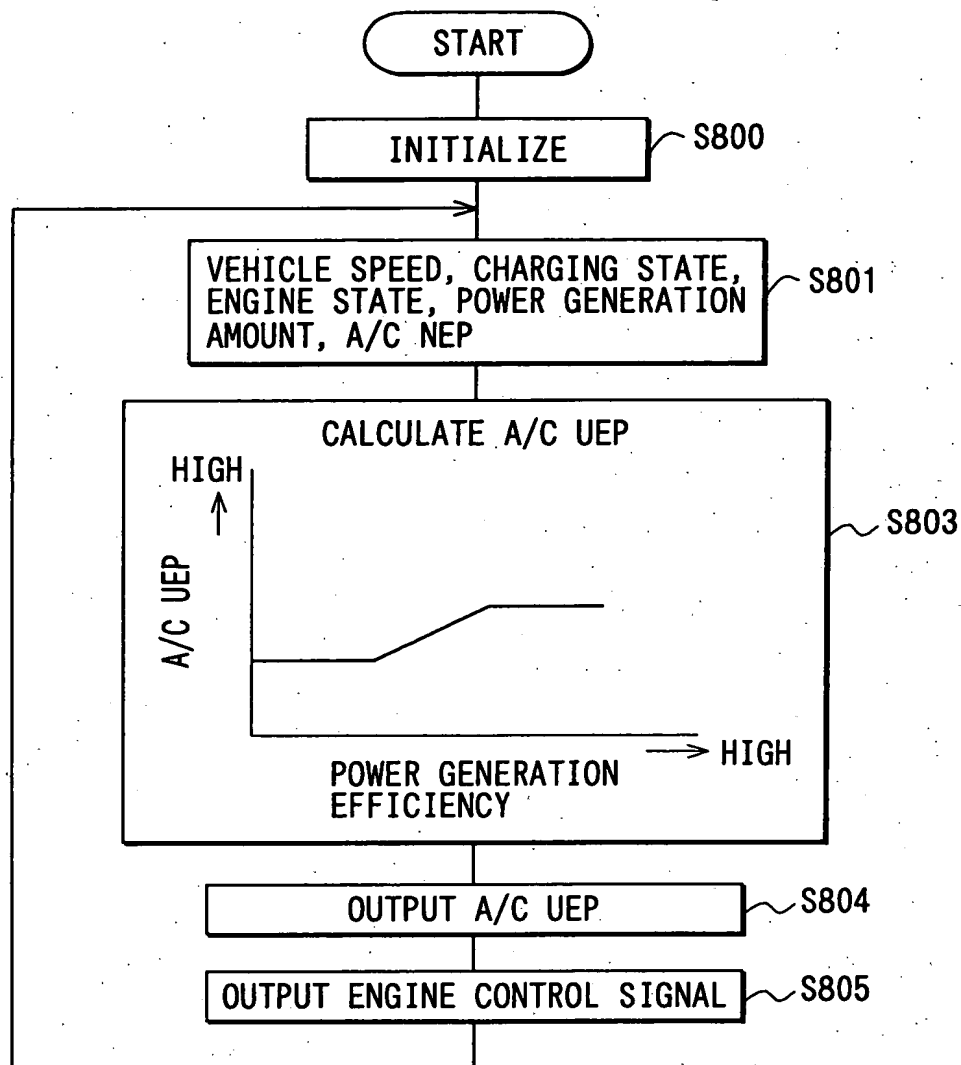 START
INITIALIZE
S800
VEHICLE SPEED, CHARGING STATE,
ENGINE STATE, POWER GENERATION
AMOUNT, A/C NEP
S801
CALCULATE A/C UEP
HIGH
A/C UEP
S803
HIGH
POWER GENERATION
EFFICIENCY
OUTPUT A/C UEP
S804
OUTPUT ENGINE CONTROL SIGNAL
S805